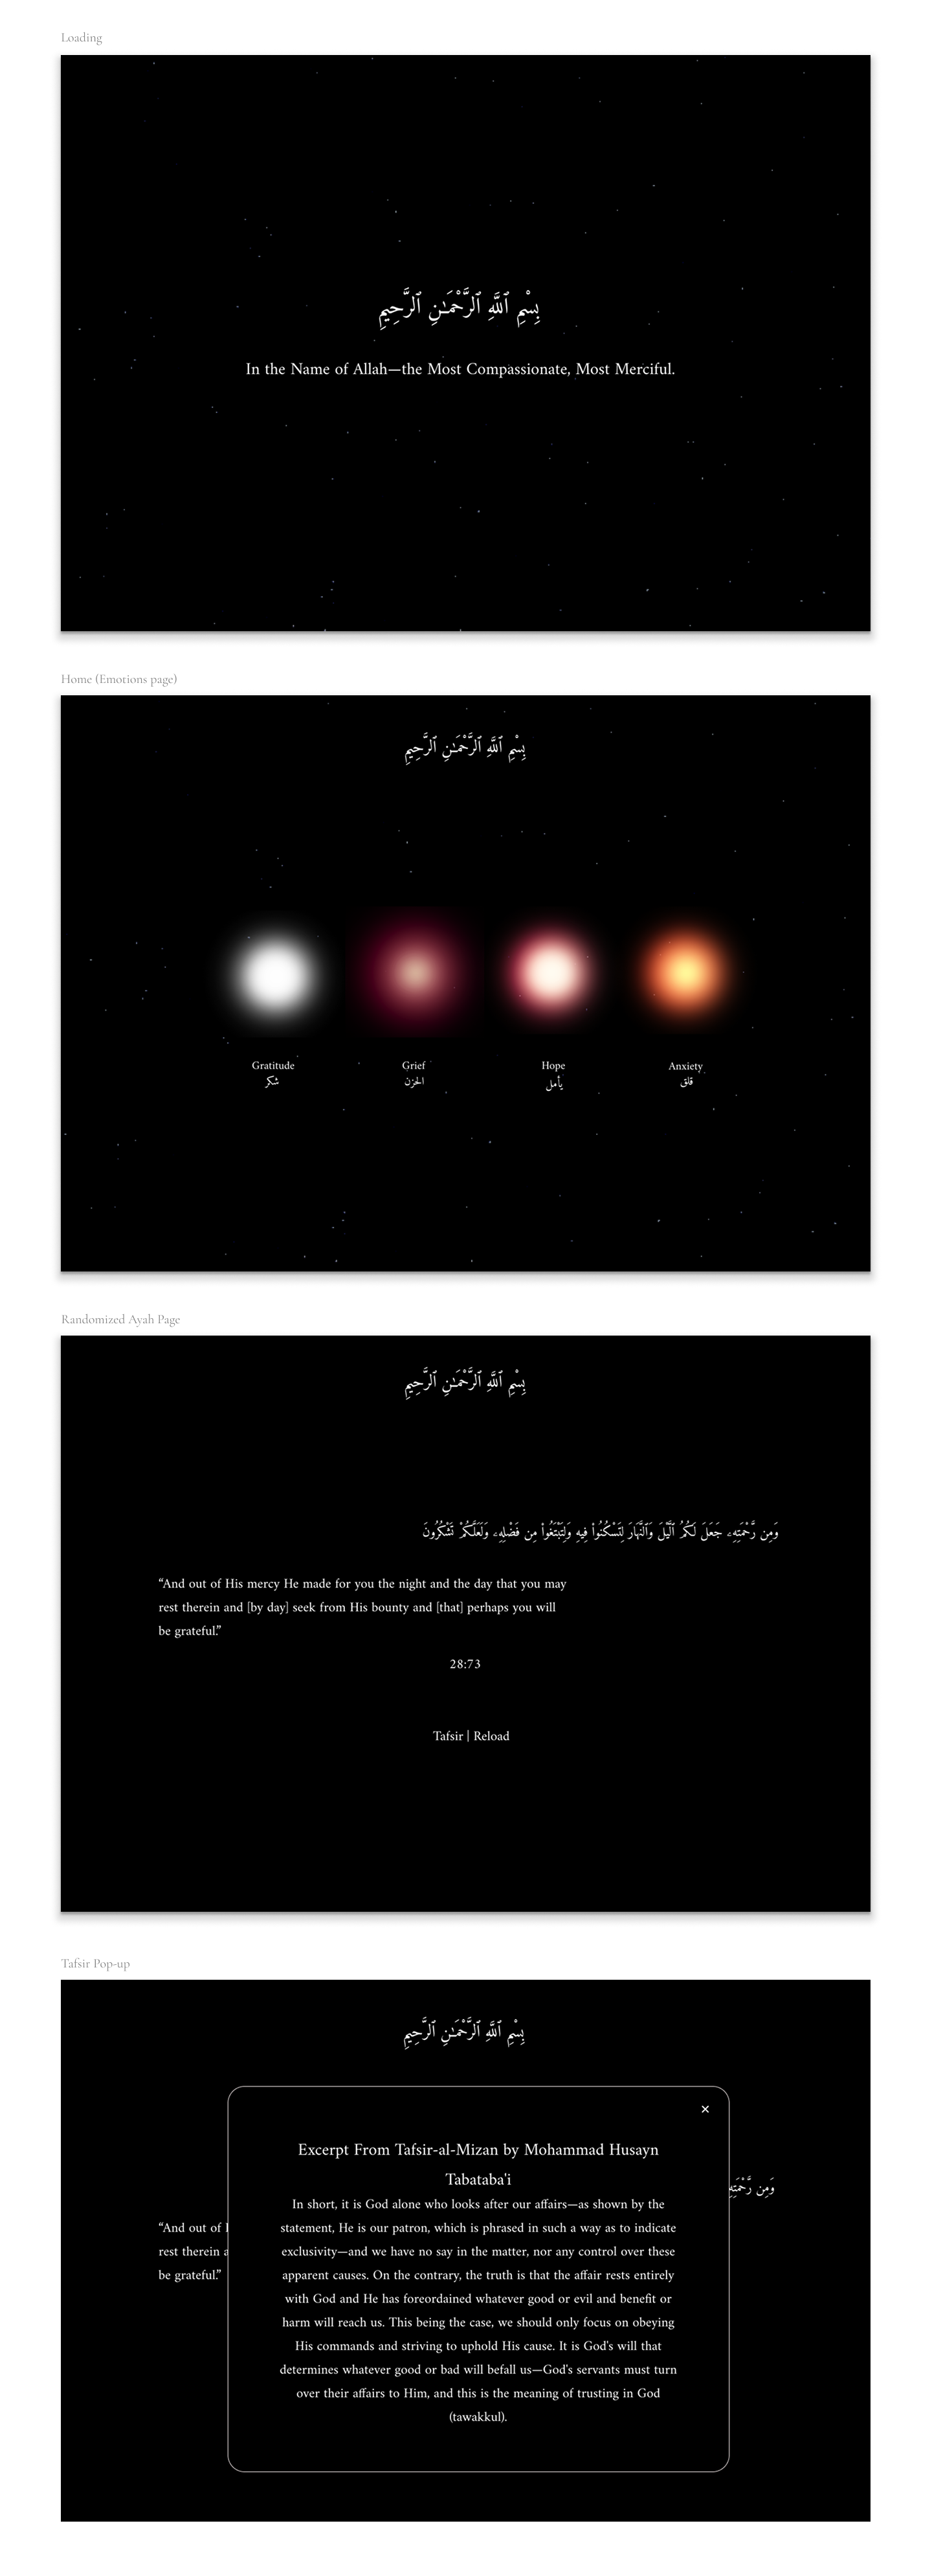 Loading
بِسْمِ ٱللَّهِ ٱلرَّحْمَـٰنِ ٱلرَّحِيمِ
In the Name of Allah—the Most Compassionate, Most Merciful.
Home (Emotions page)
بِسْمِ ٱللَّهِ ٱلرَّحْمَـٰنِ ٱلرَّحِيمِ
Gratitude Grief Hope Anxiety
شكر الحزن يأمل قلق
Randomized Ayah Page
بِسْمِ ٱللَّهِ ٱلرَّحْمَـٰنِ ٱلرَّحِيمِ
وَمِن رَّحْمَتِهِۦ جَعَلَ لَكُمُ ٱلَّيْلَ وَٱلنَّهَارَ لِتَسْكُنُوا۟ فِيهِ وَلِتَبْتَغُوا۟ مِن فَضْلِهِۦ وَلَعَلَّكُمْ تَشْكُرُونَ
“And out of His mercy He made for you the night and the day that you may
rest therein and [by day] seek from His bounty and [that] perhaps you will
be grateful.”
28:73
Tafsir | Reload
Tafsir Pop-up
بِسْمِ ٱللَّهِ ٱلرَّحْمَـٰنِ ٱلرَّحِيمِ
×
Excerpt From Tafsir-al-Mizan by Mohammad Husayn
Tabataba'i
وَمِن رَّحْمَتِهِ
“And out of
rest therein
be grateful.”
In short, it is God alone who looks after our affairs—as shown by the
statement, He is our patron, which is phrased in such a way as to indicate
exclusivity—and we have no say in the matter, nor any control over these
apparent causes. On the contrary, the truth is that the affair rests entirely
with God and He has foreordained whatever good or evil and benefit or
harm will reach us. This being the case, we should only focus on obeying
His commands and striving to uphold His cause. It is God's will that
determines whatever good or bad will befall us—God's servants must turn
over their affairs to Him, and this is the meaning of trusting in God
(tawakkul).